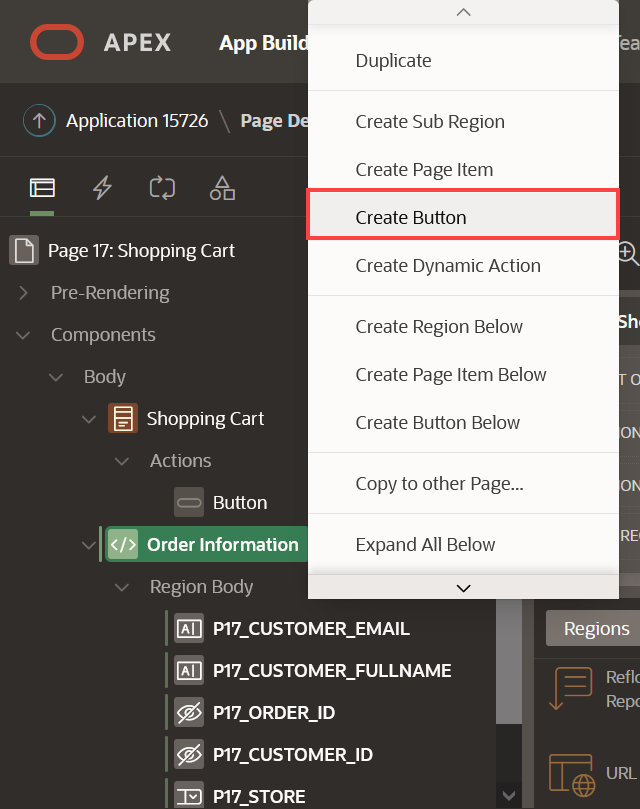 APEX
App Build
Application 15726 \ Page De
Page 17: Shopping Cart
Pre-Rendering
Components
Body
Shopping Cart
Actions
Button
Order Information
Region Body
P17_CUSTOMER_EMAIL
P17_CUSTOMER_FULLNAME
P17_ORDER_ID
P17_CUSTOMER_ID
P17_STORE
Duplicate
Create Sub Region
Create Page Item
Create Button
Create Dynamic Action
Create Region Below
Create Page Item Below
Create Button Below
Copy to other Page...
Expand All Below
Regions
Reflo
Repo
URL